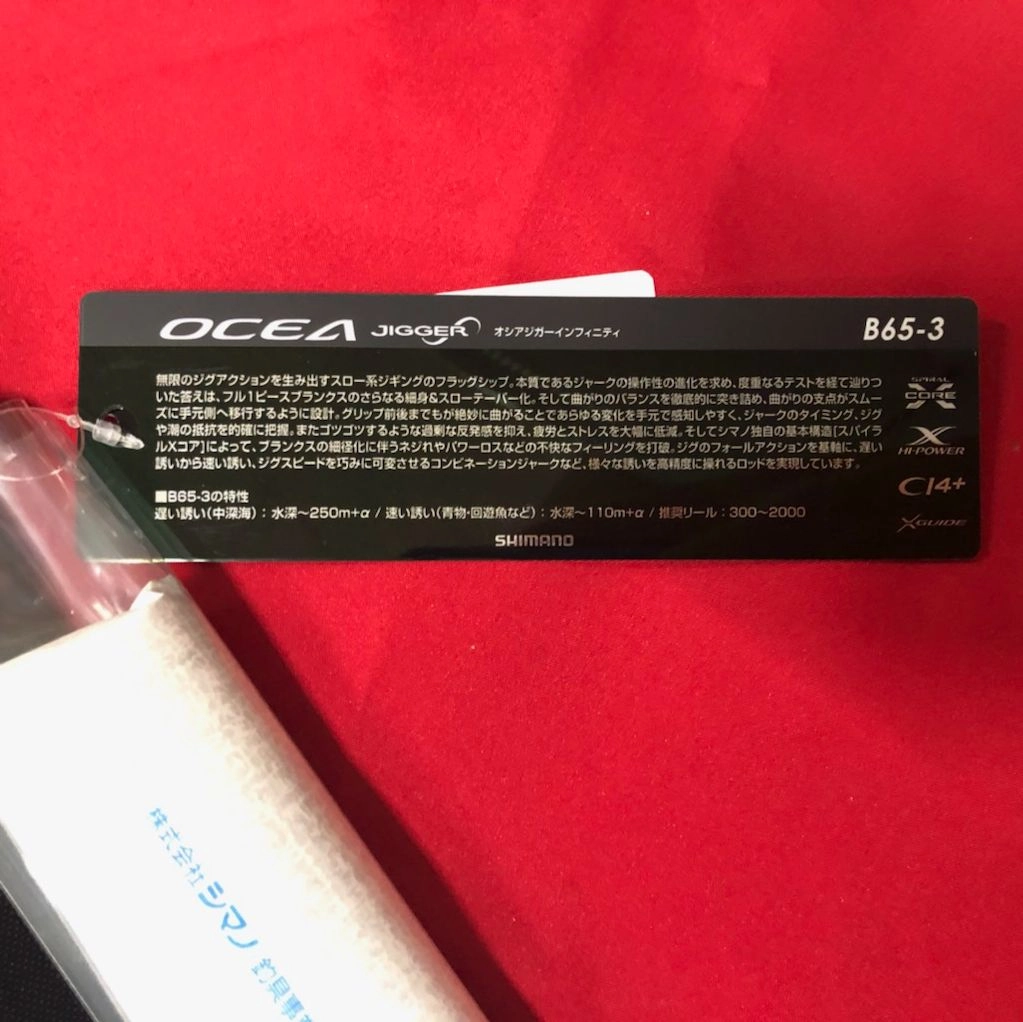 OCEA JIGGER オシアジガーインフィニティ B65-3
無限のジグアクションを生み出すスロー系ジギングのフラッグシップ。本質であるジャークの操作性の進化を求め、度重なるテストを経て辿りつ
いた答えは、フル1ピースブランクスのさらなる細身&スローテーパー化。そして曲がりのバランスを徹底的に突き詰め、曲がりの支点がスムー
ズに手元側へ移行するように設計。グリップ前後までもが絶妙に曲がることであらゆる変化を手元で感知しやすく、ジャークのタイミング、ジグ
や潮の抵抗を的確に把握。またゴツゴツするような過剰な反発感を抑え、疲労とストレスを大幅に低減。そしてシマノ独自の基本構造[スパイラ
ルXコア]によって、ブランクスの細径化に伴うネジれやパワーロスなどの不快なフィーリングを打破。ジグのフォールアクションを基軸に、遅い
誘いから速い誘い、ジグスピードを巧みに可変させるコンビネーションジャークなど、様々な誘いを高精度に操れるロッドを実現しています。
■B65-3の特性
遅い誘い(中深海):水深〜250m+α / 速い誘い(青物・回遊魚など):水深〜110m+α / 推奨リール:300〜2000
SHIMANO
SPIRAL
X
CORE
X
HI-POWER
CI4+
XGUIDE
株式会社シマノ 釣具事